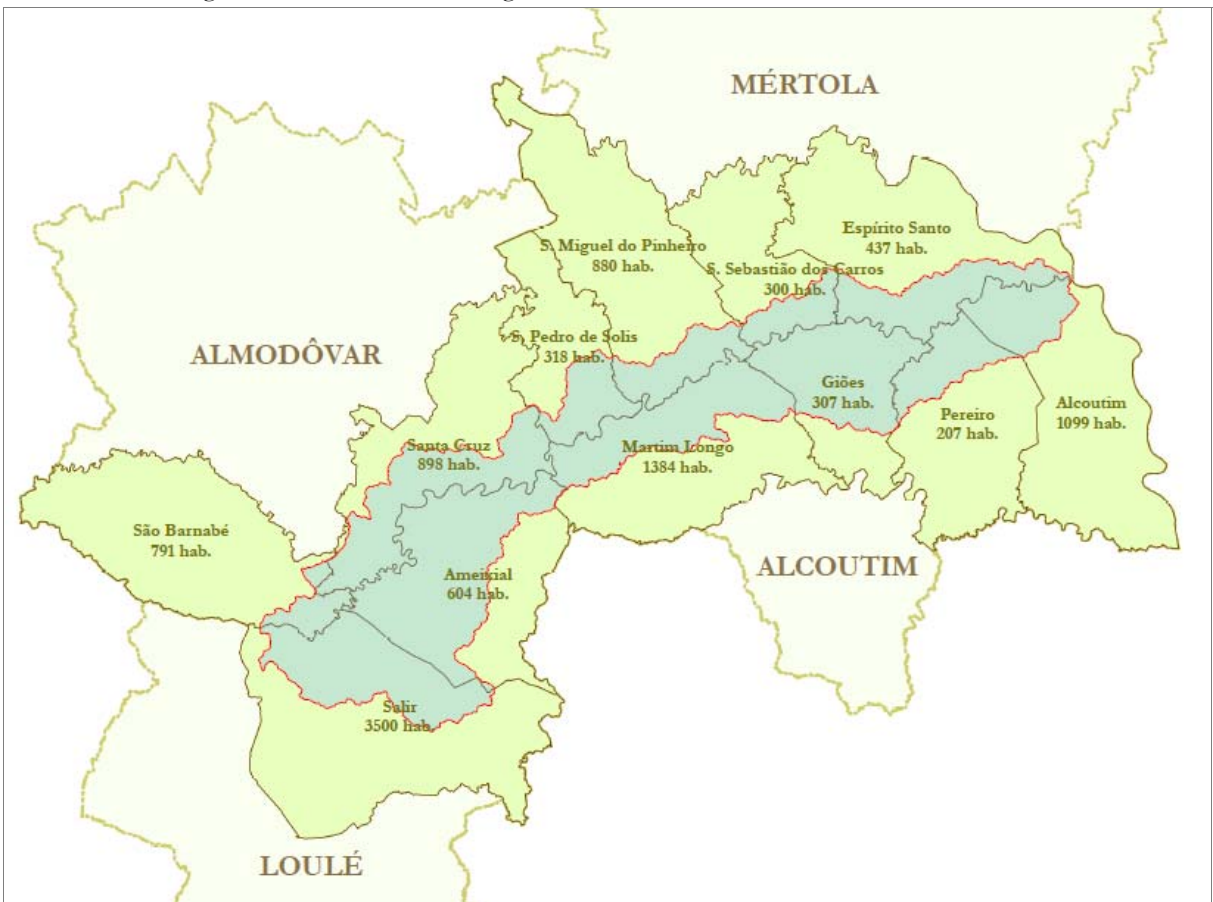 MÉRTOLA
Espírito Santo
437 hab.
S. Miguel do Pinheiro
880 hab.
S. Sebastião dos Carros
300 hab.
S. Pedro de Solis
318 hab.
ALMODÔVAR
Giões
307 hab.
Pereiro
207 hab.
Alcoutim
1099 hab.
Santa Cruz
898 hab.
Martim Longo
1384 hab.
São Barnabé
791 hab.
Ameixial
604 hab.
ALCOUTIM
Salir
3500 hab.
LOULÉ